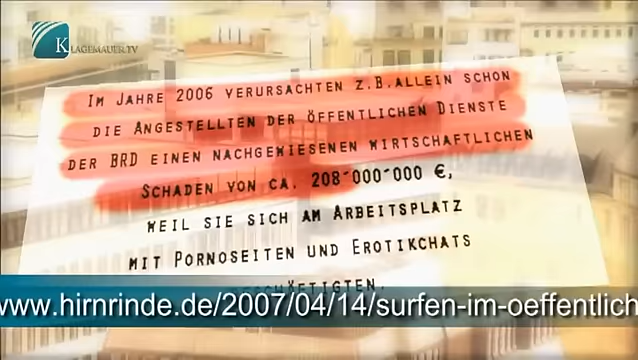 KLAGEMAUER.TV
IM JAHRE 2006 VERURSACHTEN Z.B.ALLEIN SCHON
DIE ANGESTELLTEN DER ÖFFENTLICHEN DIENSTE
DER BRD EINEN NACHGEWIESENEN WIRTSCHAFTLICHEN
SCHADEN VON CA. 208'000'000 €,
WEIL SIE SICH AM ARBEITSPLATZ
MIT PORNOSEITEN UND EROTIKCHATS
BESCHÄFTIGTEN.
www.hirnrinde.de/2007/04/14/surfen-im-oeffentlich